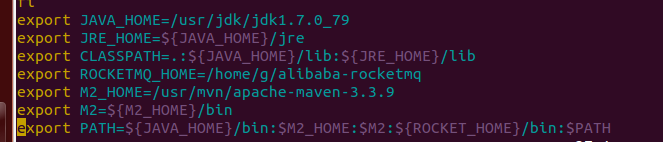 fi
export JAVA_HOME=/usr/jdk/jdk1.7.0_79
export JRE_HOME=${JAVA_HOME}/jre
export CLASSPATH=.:${JAVA_HOME}/lib:${JRE_HOME}/lib
export ROCKETMQ_HOME=/home/g/alibaba-rocketmq
export M2_HOME=/usr/mvn/apache-maven-3.3.9
export M2=${M2_HOME}/bin
export PATH=${JAVA_HOME}/bin:$M2_HOME:$M2:${ROCKET_HOME}/bin:$PATH